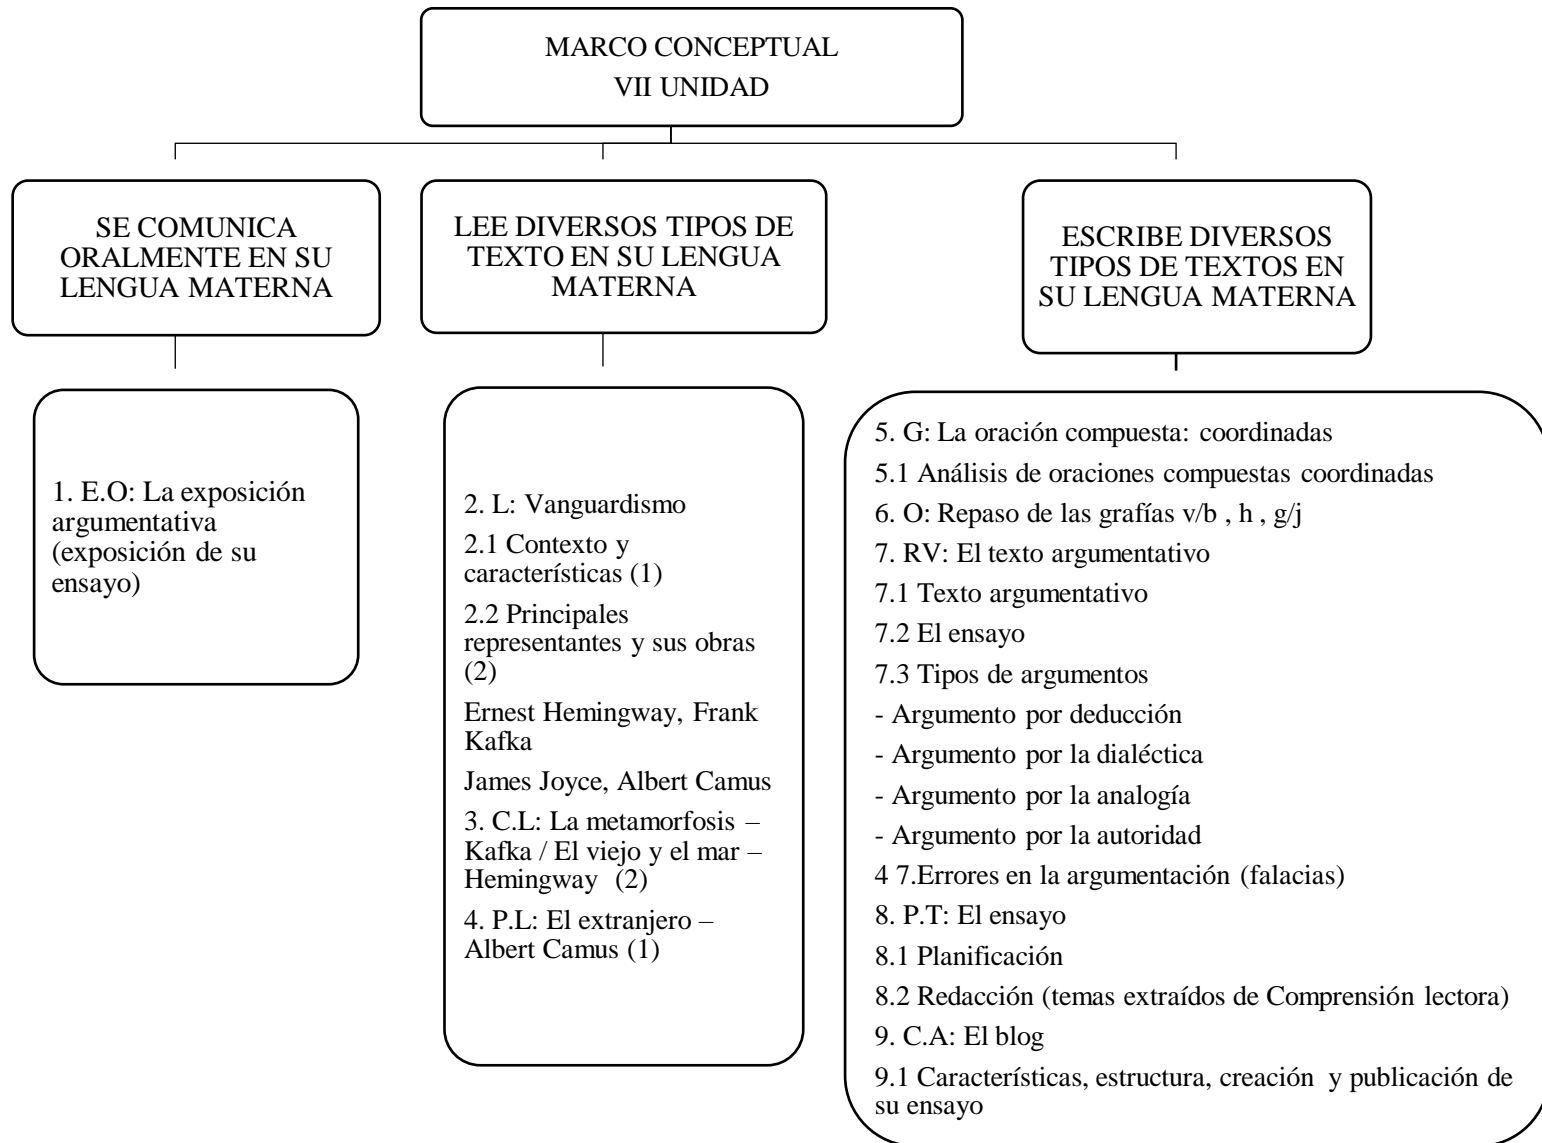 MARCO CONCEPTUAL
VII UNIDAD
SE COMUNICA
ORALMENTE EN SU
LENGUA MATERNA
LEE DIVERSOS TIPOS DE
TEXTO EN SU LENGUA
MATERNA
ESCRIBE DIVERSOS
TIPOS DE TEXTOS EN
SU LENGUA MATERNA
1. E.O: La exposición
argumentativa
(exposición de su
ensayo)
2. L: Vanguardismo
2.1 Contexto y
características (1)
2.2 Principales
representantes y sus obras
(2)
Ernest Hemingway, Frank
Kafka
James Joyce, Albert Camus
3. C.L: La metamorfosis –
Kafka / El viejo y el mar –
Hemingway (2)
4. P.L: El extranjero –
Albert Camus (1)
5. G: La oración compuesta: coordinadas
5.1 Análisis de oraciones compuestas coordinadas
6. O: Repaso de las grafías v/b , h , g/j
7. RV: El texto argumentativo
7.1 Texto argumentativo
7.2 El ensayo
7.3 Tipos de argumentos
- Argumento por deducción
- Argumento por la dialéctica
- Argumento por la analogía
- Argumento por la autoridad
4 7.Errores en la argumentación (falacias)
8. P.T: El ensayo
8.1 Planificación
8.2 Redacción (temas extraídos de Comprensión lectora)
9. C.A: El blog
9.1 Características, estructura, creación y publicación de
su ensayo